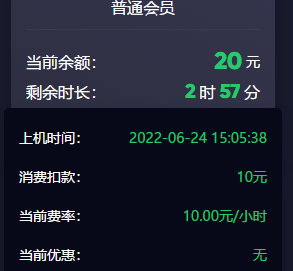 普通会员
当前余额： 20 元
剩余时长： 2 时 57 分
上机时间： 2022-06-24 15:05:38
消费扣款： 10元
当前费率： 10.00元/小时
当前优惠： 无